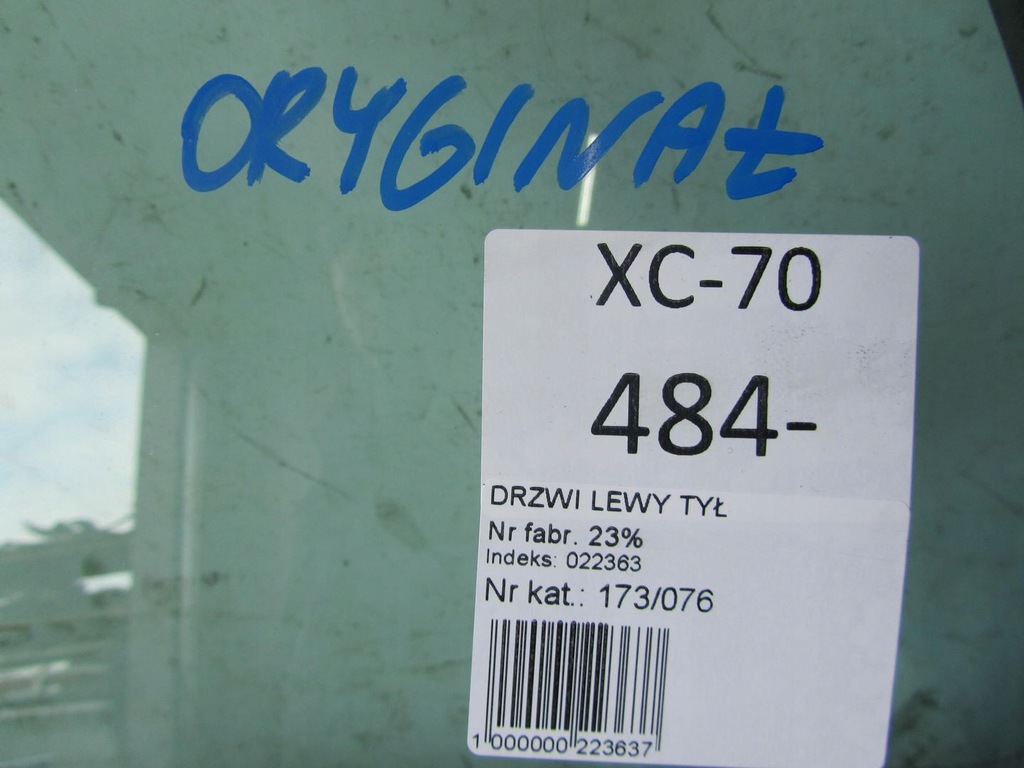 ORYGINAŁ
XC-70
484-
DRZWI LEWY TYŁ
Nr fabr. 23%
Indeks: 022363
Nr kat.: 173/076
1 000000 223637